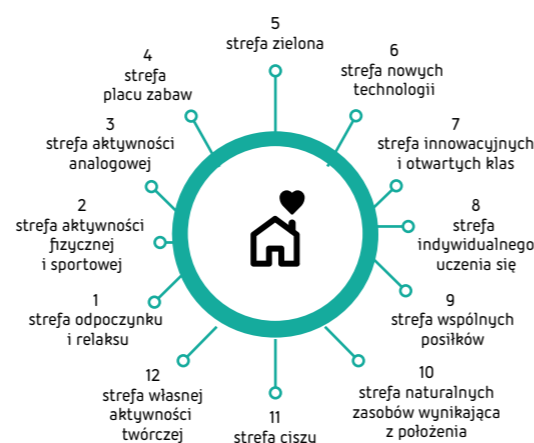 1
strefa odpoczynku
i relaksu
2
strefa aktywności
fizycznej
i sportowej
3
strefa aktywności
analogowej
4
strefa
placu zabaw
5
strefa zielona
6
strefa nowych
technologii
7
strefa innowacyjnych
i otwartych klas
8
strefa
indywidualnego
uczenia się
9
strefa wspólnych
posiłków
10
strefa naturalnych
zasobów wynikająca
z położenia
11
strefa ciszy
12
strefa własnej
aktywności
twórczej